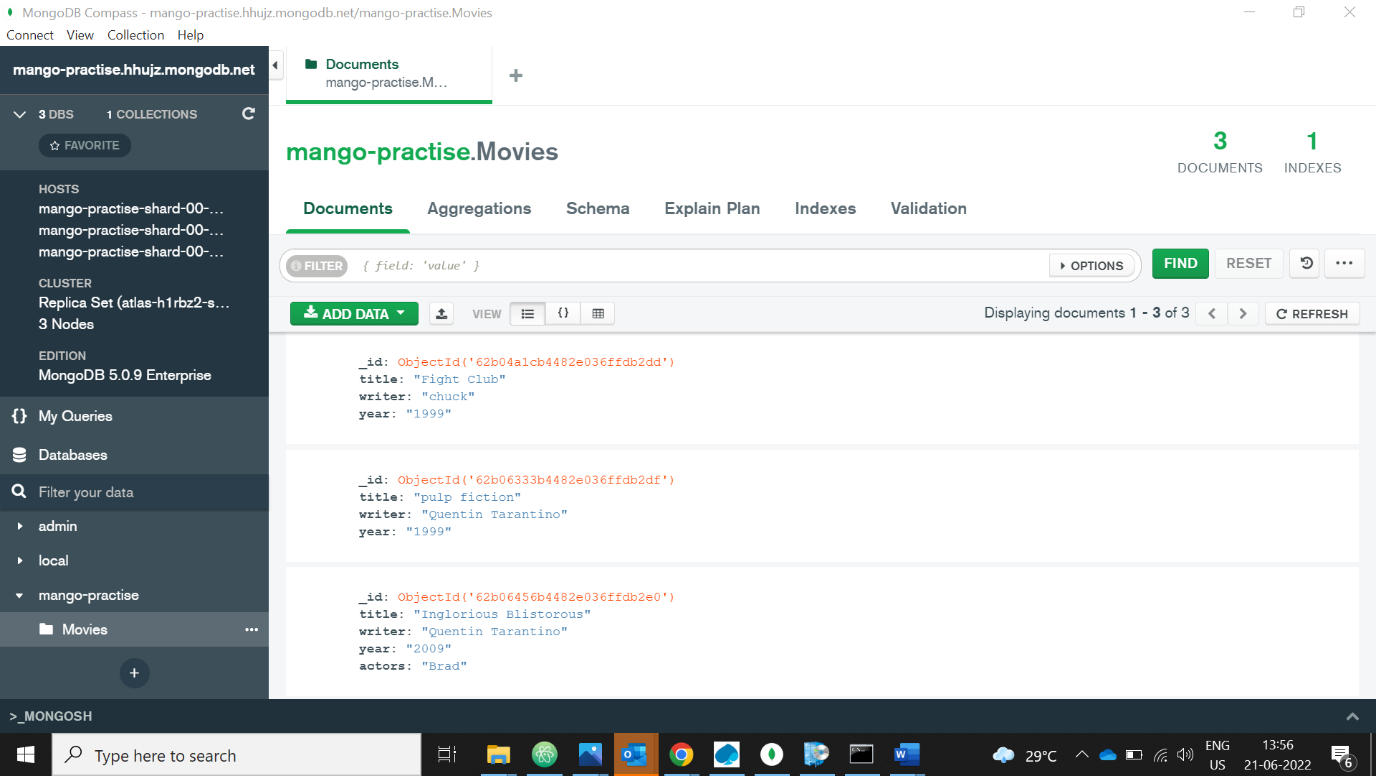 MongoDB Compass - mango-practise.hhujz.mongodb.net/mango-practise.Movies
Connect View Collection Help
mango-practise.hhujz.mongodb.net
3 DBS 1 COLLECTIONS
FAVORITE
HOSTS
mango-practise-shard-00-...
mango-practise-shard-00-...
mango-practise-shard-00-...
CLUSTER
Replica Set (atlas-h1rbz2-s...
3 Nodes
EDITION
MongoDB 5.0.9 Enterprise
{} My Queries
Databases
Filter your data
admin
local
mango-practise
Movies ...
+
Documents
mango-practise.M...
+
mango-practise.Movies
3
DOCUMENTS
1
INDEXES
Documents Aggregations Schema Explain Plan Indexes Validation
FILTER { field: 'value' } OPTIONS FIND RESET ...
ADD DATA VIEW {} Displaying documents 1 - 3 of 3 < > REFRESH
_id: ObjectId('62b04a1cb4482e036ffdb2dd')
title: "Fight Club"
writer: "chuck"
year: "1999"
_id: ObjectId('62b06333b4482e036ffdb2df')
title: "pulp fiction"
writer: "Quentin Tarantino"
year: "1999"
_id: ObjectId('62b06456b4482e036ffdb2e0')
title: "Inglorious Blistorous"
writer: "Quentin Tarantino"
year: "2009"
actors: "Brad"
>_MONGOSH
Type here to search
29°C
ENG
US
13:56
21-06-2022
6